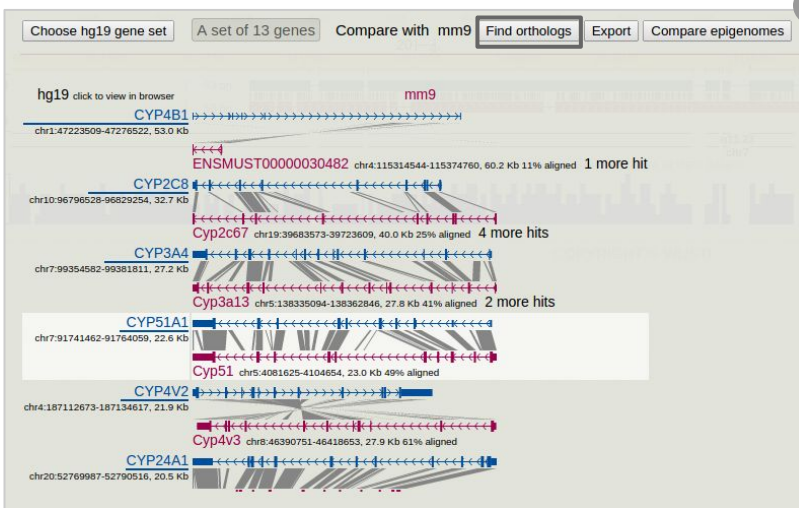 Choose hg19 gene set A set of 13 genes Compare with mm9 Find orthologs Export Compare epigenomes
hg19 click to view in browser mm9
CYP4B1
chr1:47223509-47276522, 53.0 Kb
ENSMUST00000030482 chr4:115314544-115374760, 60.2 Kb 11% aligned 1 more hit
CYP2C8
chr10:96796528-96829254, 32.7 Kb
Cyp2c67 chr19:39683573-39723609, 40.0 Kb 25% aligned 4 more hits
CYP3A4
chr7:99354582-99381811, 27.2 Kb
Cyp3a13 chr5:138335094-138362846, 27.8 Kb 41% aligned 2 more hits
CYP51A1
chr7:91741462-91764059, 22.6 Kb
Cyp51 chr5:4081625-4104654, 23.0 Kb 49% aligned
CYP4V2
chr4:187112673-187134617, 21.9 Kb
Cyp4v3 chr8:46390751-46418653, 27.9 Kb 61% aligned
CYP24A1
chr20:52769987-52790516, 20.5 Kb